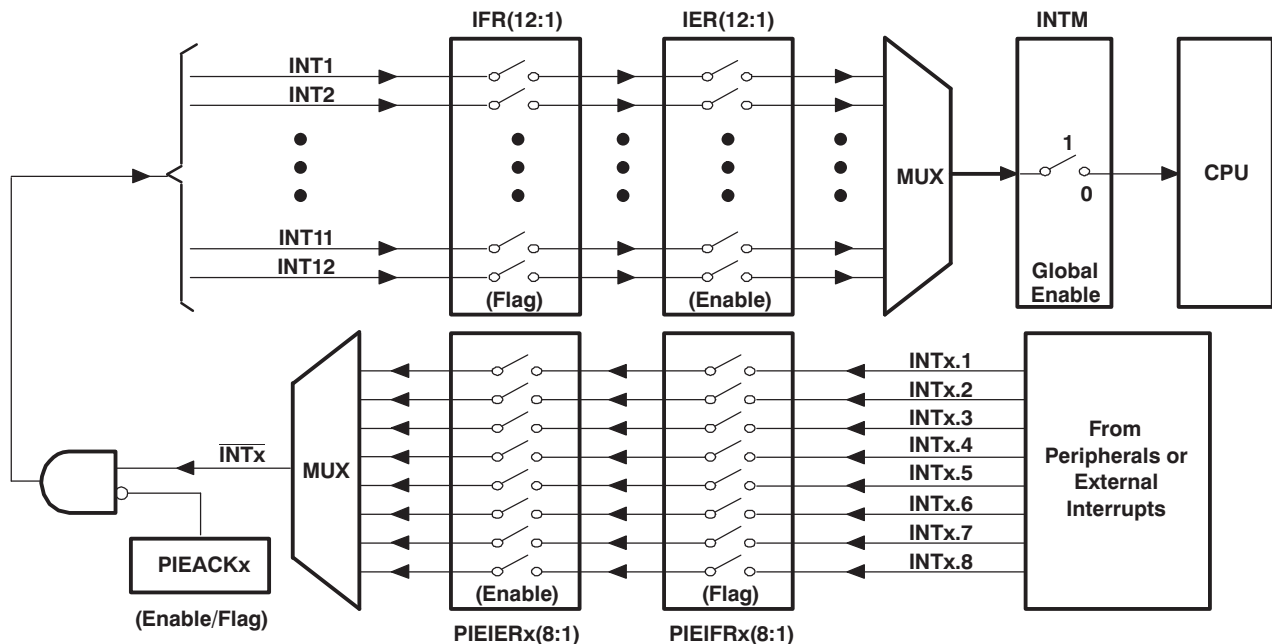 IFR(12:1)
IER(12:1)
INTM
INT1
INT2
INT11
INT12
(Flag)
(Enable)
MUX
1
0
Global
Enable
CPU
INTx
MUX
PIEACKx
(Enable/Flag)
(Enable)
(Flag)
PIEIERx(8:1)
PIEIFRx(8:1)
INTx.1
INTx.2
INTx.3
INTx.4
INTx.5
INTx.6
INTx.7
INTx.8
From
Peripherals or
External
Interrupts